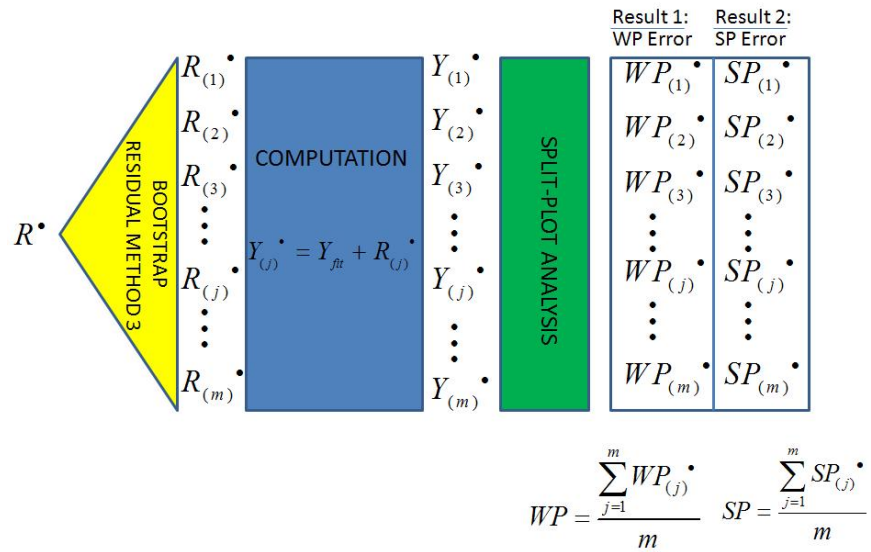 Result 1: Result 2:
WP Error SP Error
R•
BOOTSTRAP
RESIDUAL METHOD 3
R(1)•
R(2)•
R(3)•
R(j)•
R(m)•
COMPUTATION
Y(j)• = Yfit + R(j)•
Y(1)•
Y(2)•
Y(3)•
Y(j)•
Y(m)•
SPLIT-PLOT ANALYSIS
WP(1)• SP(1)•
WP(2)• SP(2)•
WP(3)• SP(3)•
WP(j)• SP(j)•
WP(m)• SP(m)•
WP = ∑_{j=1}^{m} WP(j)• / m SP = ∑_{j=1}^{m} SP(j)• / m